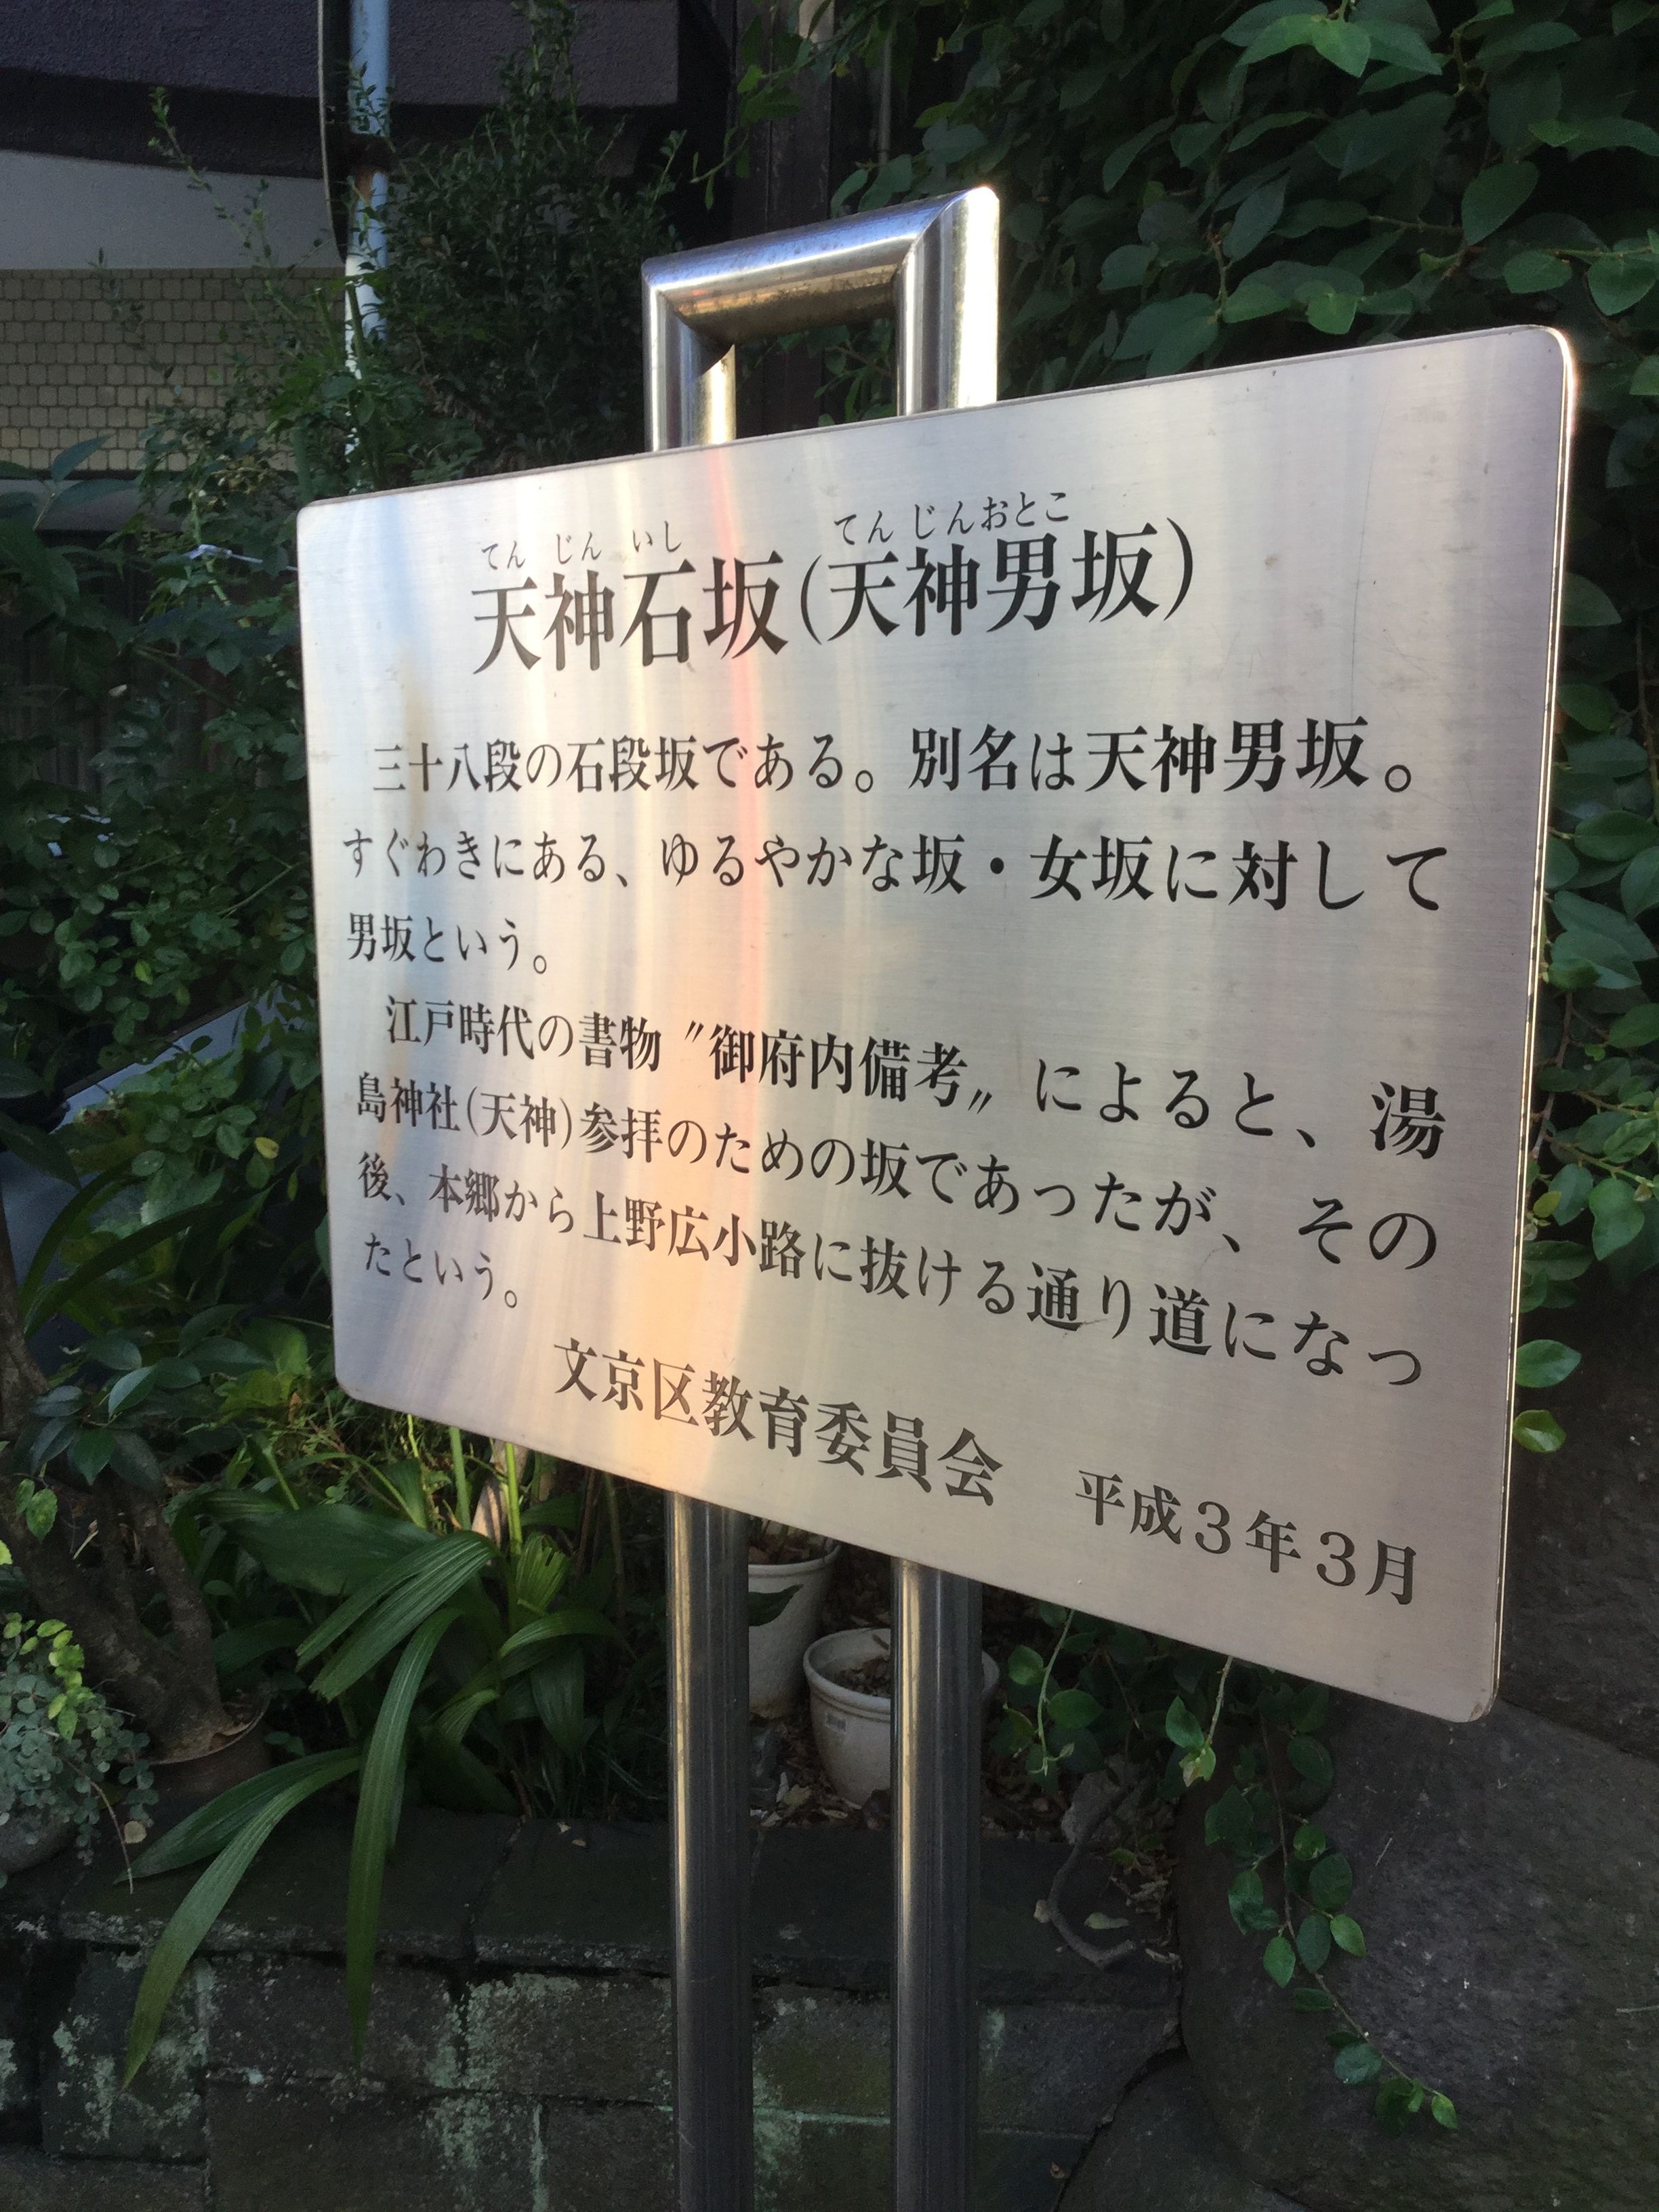 てん じん いし てん じん おとこ
天神石坂(天神男坂)
三十八段の石段坂である。別名は天神男坂。
すぐわきにある、ゆるやかな坂・女坂に対して
男坂という。
江戸時代の書物〝御府内備考〟によると、湯
島神社(天神)参拝のための坂であったが、その
後、本郷から上野広小路に抜ける通り道になっ
たという。
文京区教育委員会 平成3年3月